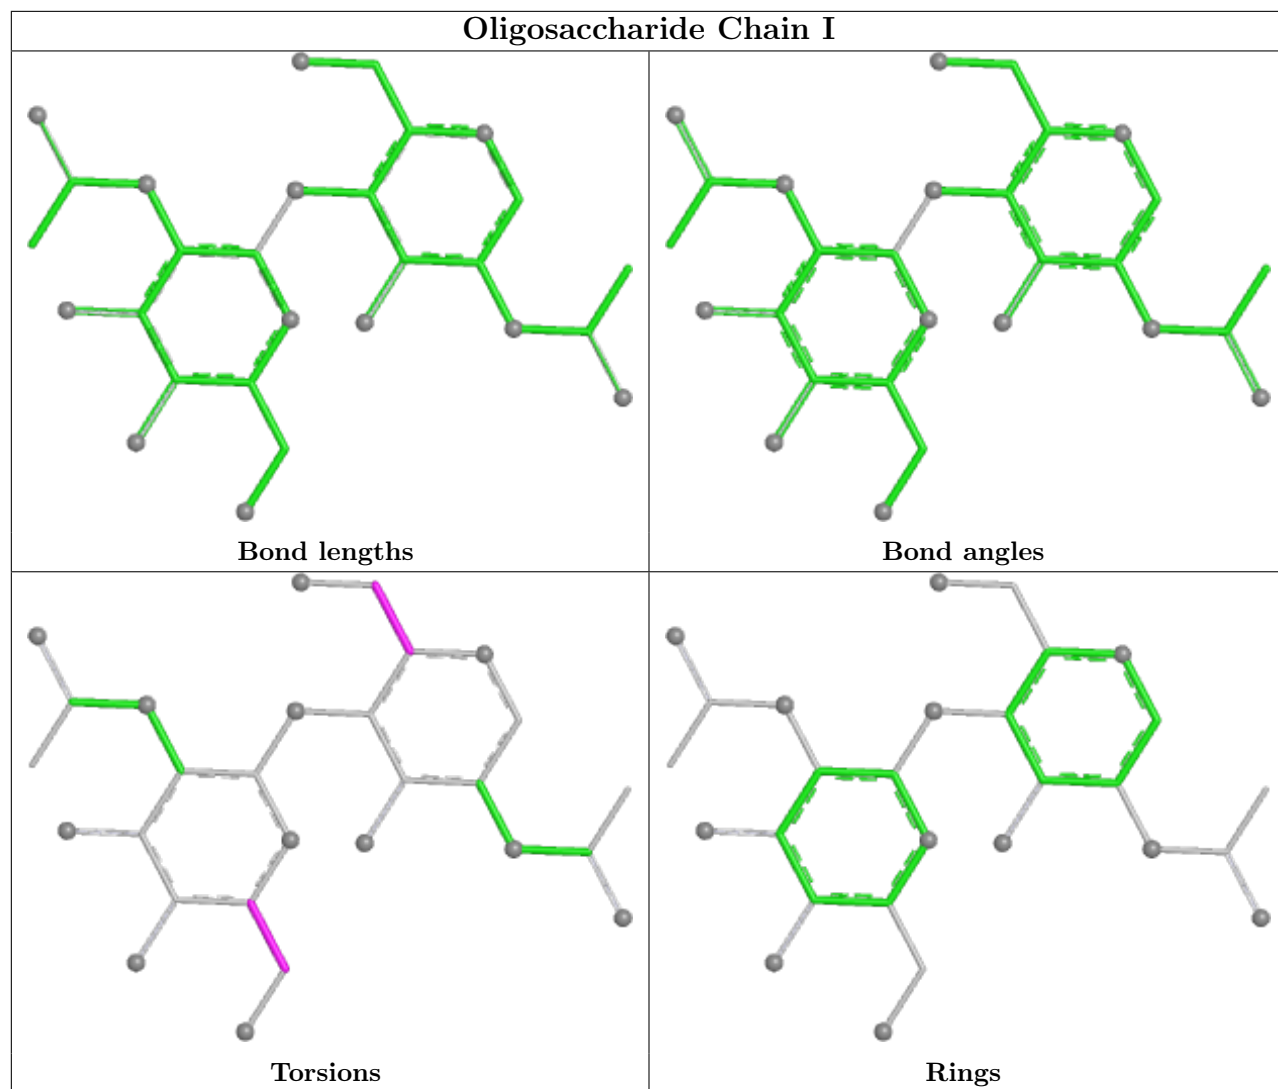 Oligosaccharide Chain I
Bond lengths
Bond angles
Torsions
Rings